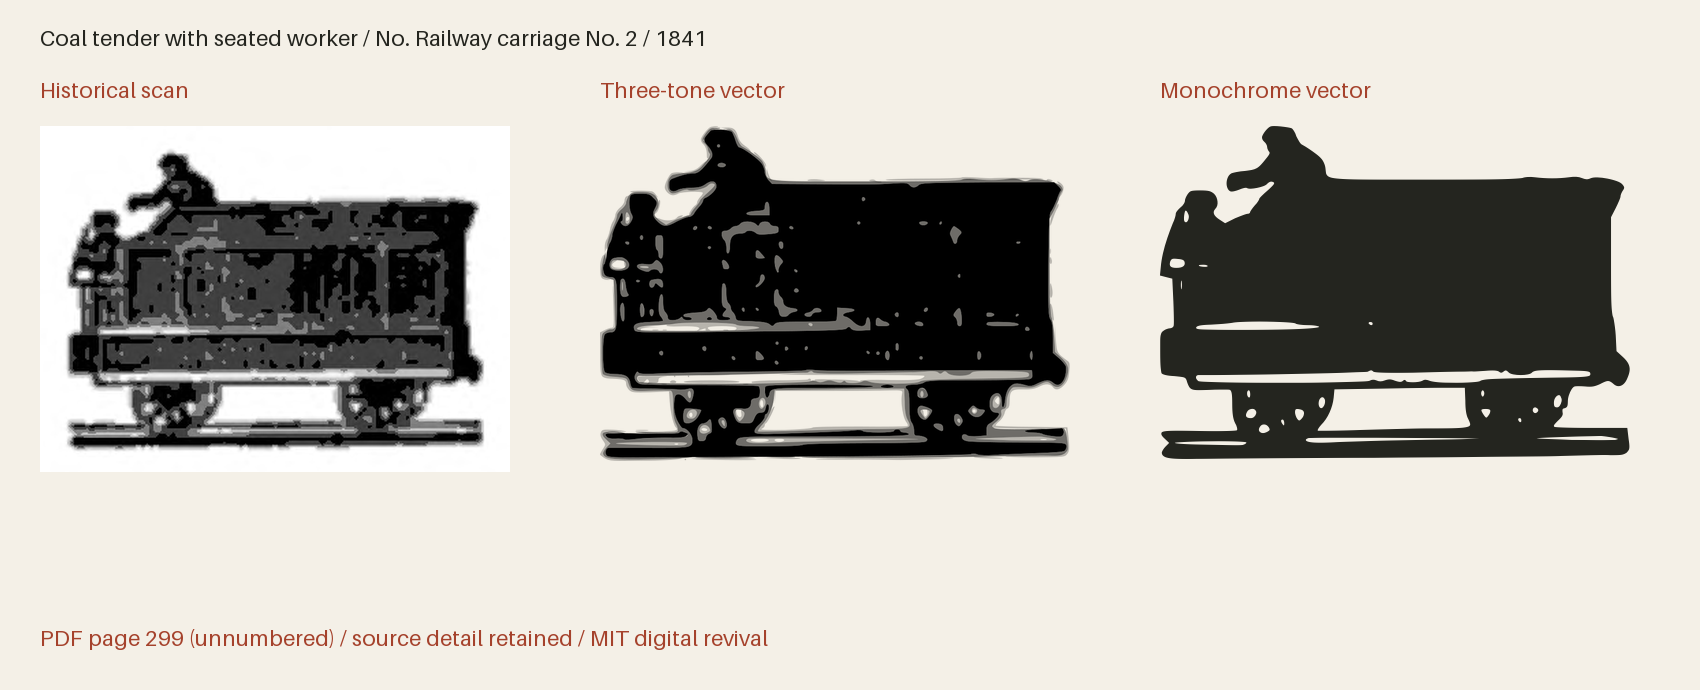 Coal tender with seated worker / No. Railway carriage No. 2 / 1841
Historical scan
Three-tone vector
Monochrome vector
PDF page 299 (unnumbered) / source detail retained / MIT digital revival